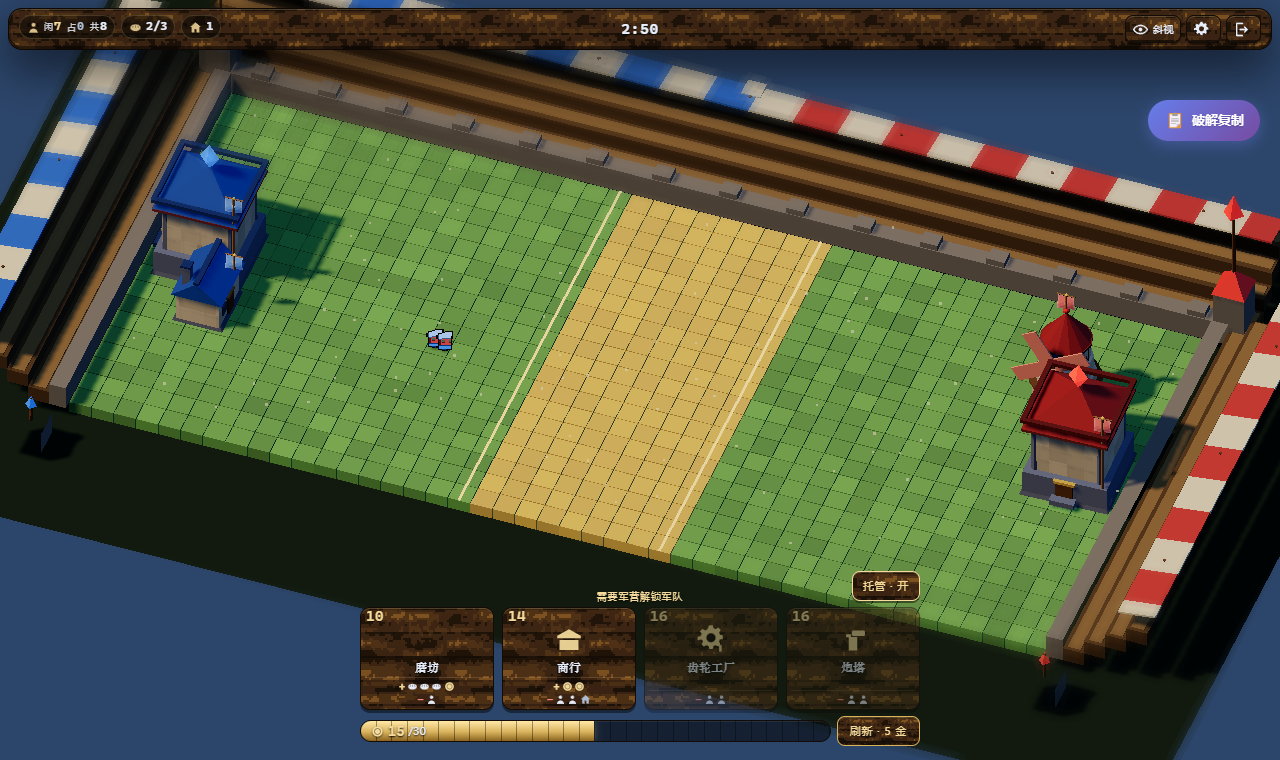 闲7 占0 共8
2/3
1
2:50
斜视
破解复制
托管 · 开
需要军营解锁军队
10
磨坊
14
商行
16
齿轮工厂
16
炮塔
15/30
刷新 · 5 金